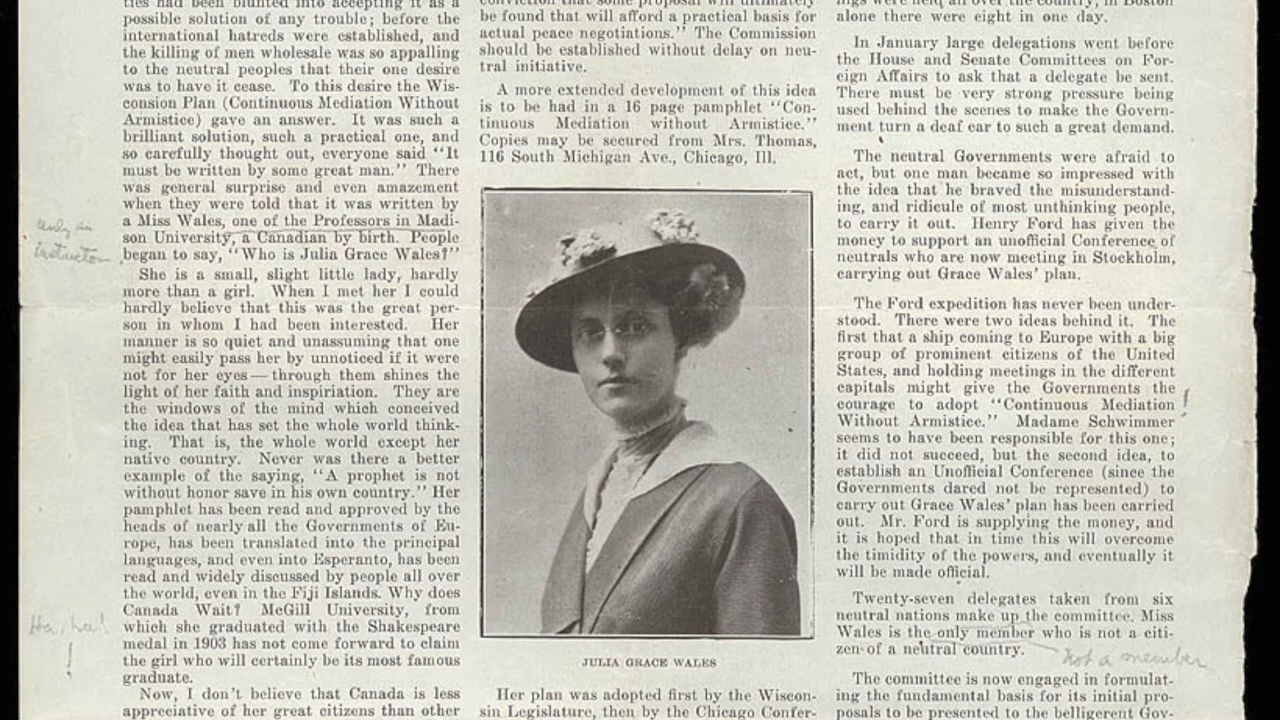 ties had been blunted into accepting it as a
possible solution of any trouble; before the
international hatreds were established, and
the killing of men wholesale was so appalling
to the neutral peoples that their one desire
was to have it cease. To this desire the Wis-
consion Plan (Continuous Mediation Without
Armistice) gave an answer. It was such a
brilliant solution, such a practical one, and
so carefully thought out, everyone said "It
must be written by some great man." There
was general surprise and even amazement
when they were told that it was written by
a Miss Wales, one of the Professors in Madi-
son University, a Canadian by birth. People
began to say, "Who is Julia Grace Wales?"
only an
instructor
She is a small, slight little lady, hardly
more than a girl. When I met her I could
hardly believe that this was the great per-
son in whom I had been interested. Her
manner is so quiet and unassuming that one
might easily pass her by unnoticed if it were
not for her eyes — through them shines the
light of her faith and inspiriation. They are
the windows of the mind which conceived
the idea that has set the whole world think-
ing. That is, the whole world except her
native country. Never was there a better
example of the saying, "A prophet is not
without honor save in his own country." Her
pamphlet has been read and approved by the
heads of nearly all the Governments of Eu-
rope, has been translated into the principal
languages, and even into Esperanto, has been
read and widely discussed by people all over
the world, even in the Fiji Islands. Why does
Canada Wait? McGill University, from
which she graduated with the Shakespeare
medal in 1903 has not come forward to claim
the girl who will certainly be its most famous
graduate.
Ha, ha!
!
Now, I don't believe that Canada is less
appreciative of her great citizens than other
conviction that some proposal will ultimately
be found that will afford a practical basis for
actual peace negotiations." The Commission
should be established without delay on neu-
tral initiative.
A more extended development of this idea
is to be had in a 16 page pamphlet "Con-
tinuous Mediation without Armistice."
Copies may be secured from Mrs. Thomas,
116 South Michigan Ave., Chicago, Ill.
JULIA GRACE WALES
Her plan was adopted first by the Wiscon-
sin Legislature, then by the Chicago Confer-
ings were held all over the country, in Boston
alone there were eight in one day.
In January large delegations went before
the House and Senate Committees on For-
eign Affairs to ask that a delegate be sent.
There must be very strong pressure being
used behind the scenes to make the Govern-
ment turn a deaf ear to such a great demand.
The neutral Governments were afraid to
act, but one man became so impressed with
the idea that he braved the misunderstand-
ing, and ridicule of most unthinking people,
to carry it out. Henry Ford has given the
money to support an unofficial Conference of
neutrals who are now meeting in Stockholm,
carrying out Grace Wales' plan.
The Ford expedition has never been under-
stood. There were two ideas behind it. The
first that a ship coming to Europe with a big
group of prominent citizens of the United
States, and holding meetings in the different
capitals might give the Governments the
courage to adopt "Continuous Mediation !
Without Armistice." Madame Schwimmer
seems to have been responsible for this one;
it did not succeed, but the second idea, to
establish an Unofficial Conference (since the
Governments dared not be represented) to
carry out Grace Wales' plan has been carried
out. Mr. Ford is supplying the money, and
it is hoped that in time this will overcome
the timidity of the powers, and eventually it
will be made official.
Twenty-seven delegates taken from six
neutral nations make up the committee. Miss
Wales is the only member who is not a citi-
zen of a neutral country.
not a member
The committee is now engaged in formulat-
ing the fundamental basis for its initial pro-
posals to be presented to the belligerent Gov-